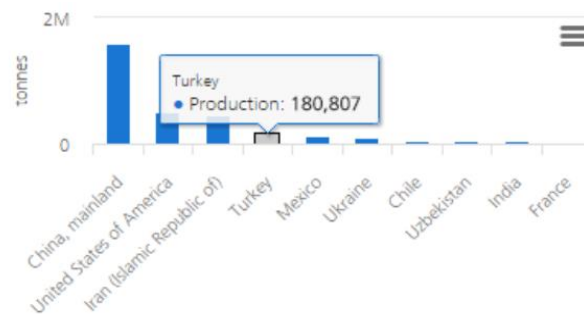 2M
tonnes
Turkey
• Production: 180,807
0
China, mainland
United States of America
Iran (Islamic Republic of)
Turkey
Mexico
Ukraine
Chile
Uzbekistan
India
France